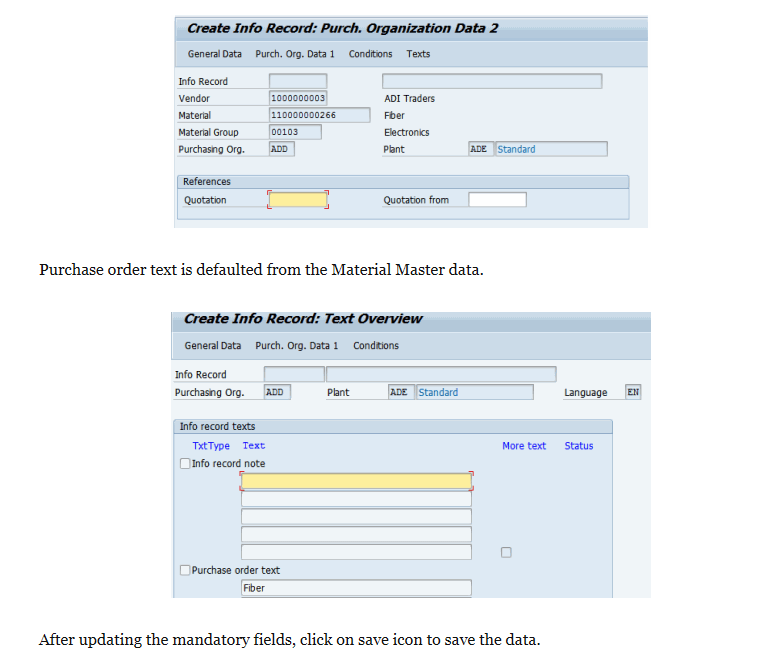 Create Info Record: Purch. Organization Data 2
General Data Purch. Org. Data 1 Conditions Texts
Info Record
Vendor 1000000003 ADI Traders
Material 110000000266 Fiber
Material Group 00103 Electronics
Purchasing Org. ADD Plant ADE Standard
References
Quotation Quotation from
Purchase order text is defaulted from the Material Master data.
Create Info Record: Text Overview
General Data Purch. Org. Data 1 Conditions
Info Record
Purchasing Org. ADD Plant ADE Standard Language EN
Info record texts
TxtType Text More text Status
Info record note
Purchase order text
Fiber
After updating the mandatory fields, click on save icon to save the data.